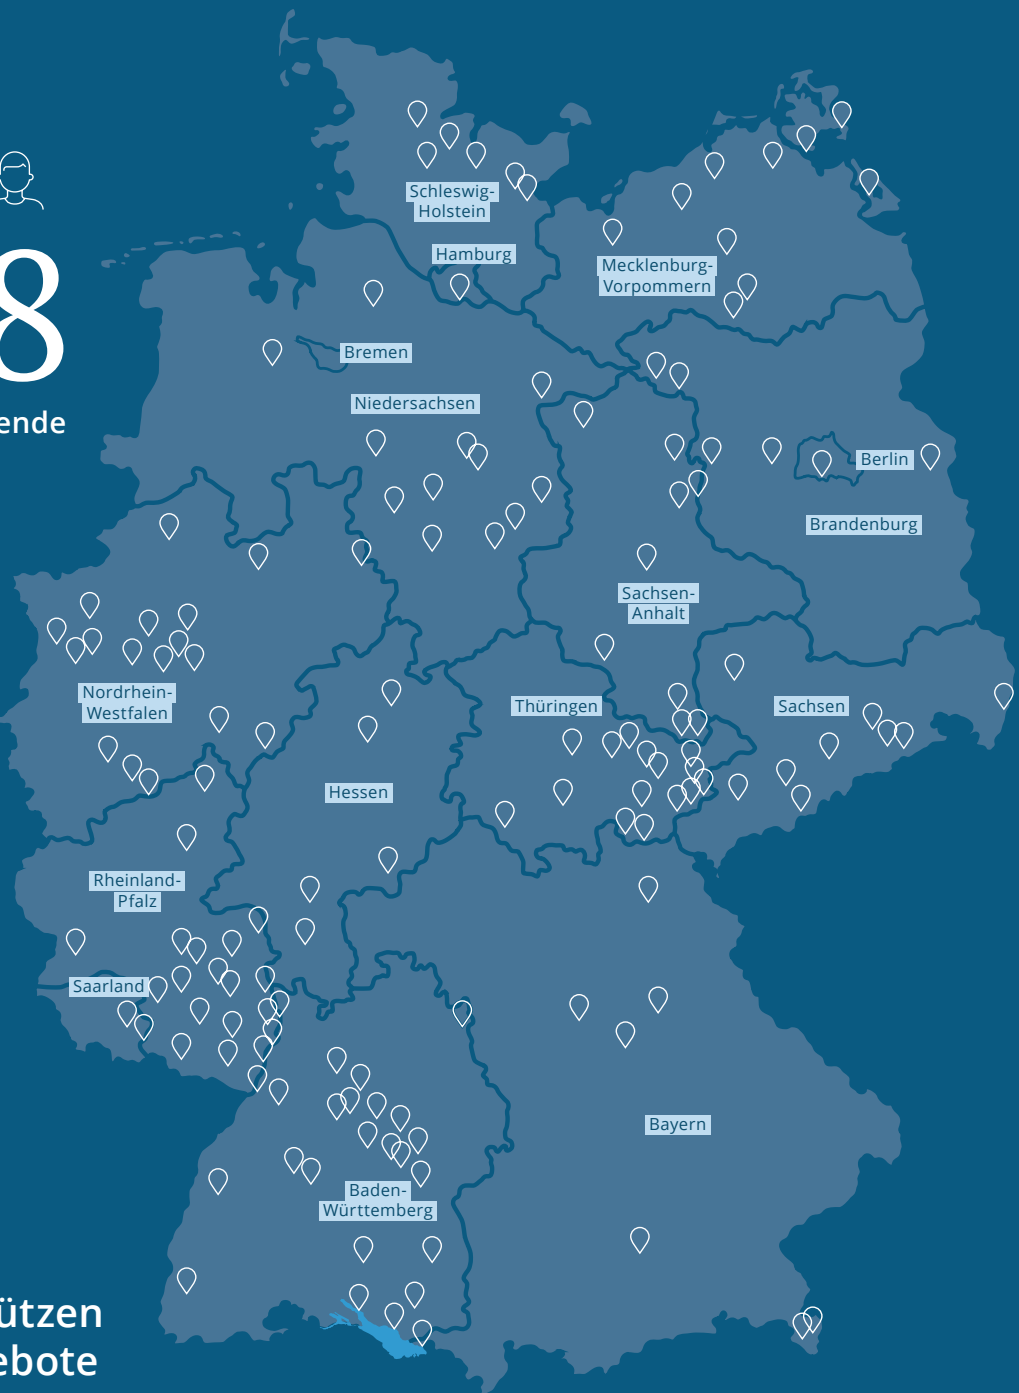 Schleswig-
Holstein
Hamburg
Mecklenburg-
Vorpommern
8
Bremen
Niedersachsen
ende
Berlin
Brandenburg
Sachsen-
Anhalt
Nordrhein-
Westfalen
Thüringen
Sachsen
Hessen
Rheinland-
Pfalz
Saarland
Bayern
Baden-
Württemberg
ützen
ebote